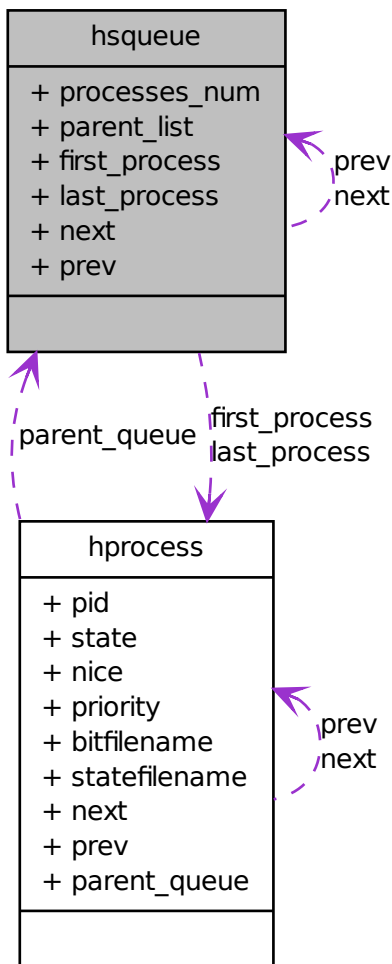 hsqueue
+ processes_num
+ parent_list
+ first_process
+ last_process
+ next
+ prev
prev
next
parent_queue
first_process
last_process
hprocess
+ pid
+ state
+ nice
+ priority
+ bitfilename
+ statefilename
+ next
+ prev
+ parent_queue
prev
next